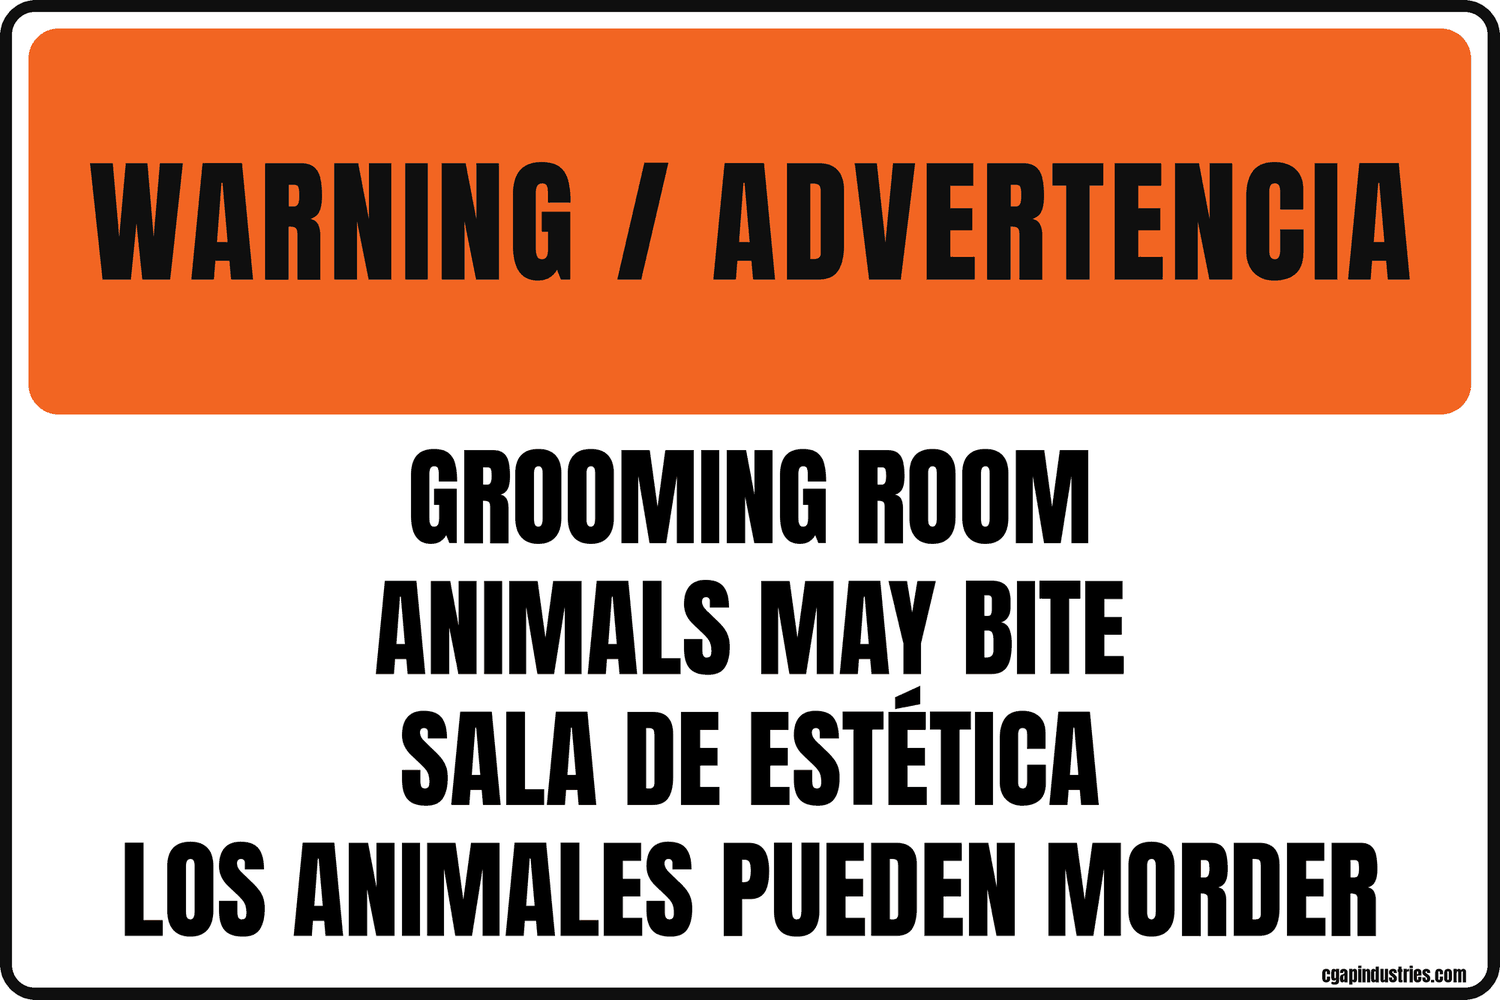 WARNING / ADVERTENCIA
GROOMING ROOM
ANIMALS MAY BITE
SALA DE ESTÉTICA
LOS ANIMALES PUEDEN MORDER
cgapindustries.com